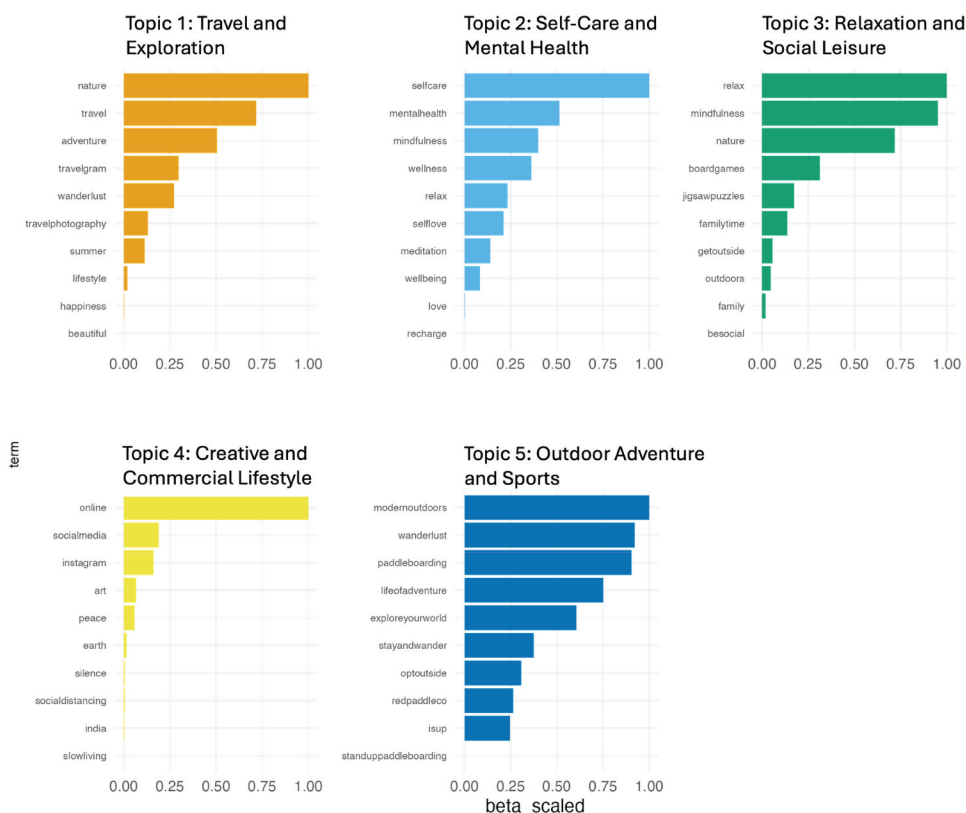 Topic 1: Travel and
Exploration
nature
travel
adventure
travelgram
wanderlust
travelphotography
summer
lifestyle
happiness
beautiful
0.00 0.25 0.50 0.75 1.00
Topic 2: Self-Care and
Mental Health
selfcare
mentalhealth
mindfulness
wellness
relax
selflove
meditation
wellbeing
love
recharge
0.00 0.25 0.50 0.75 1.00
Topic 3: Relaxation and
Social Leisure
relax
mindfulness
nature
boardgames
jigsawpuzzles
familytime
getoutside
outdoors
family
besocial
0.00 0.25 0.50 0.75 1.00
term
Topic 4: Creative and
Commercial Lifestyle
online
socialmedia
instagram
art
peace
earth
silence
socialdistancing
india
slowliving
0.00 0.25 0.50 0.75 1.00
Topic 5: Outdoor Adventure
and Sports
modernoutdoors
wanderlust
paddleboarding
lifeofadventure
exploreyourworld
stayandwander
optoutside
redpaddleco
isup
standuppaddleboarding
0.00 0.25 0.50 0.75 1.00
beta scaled